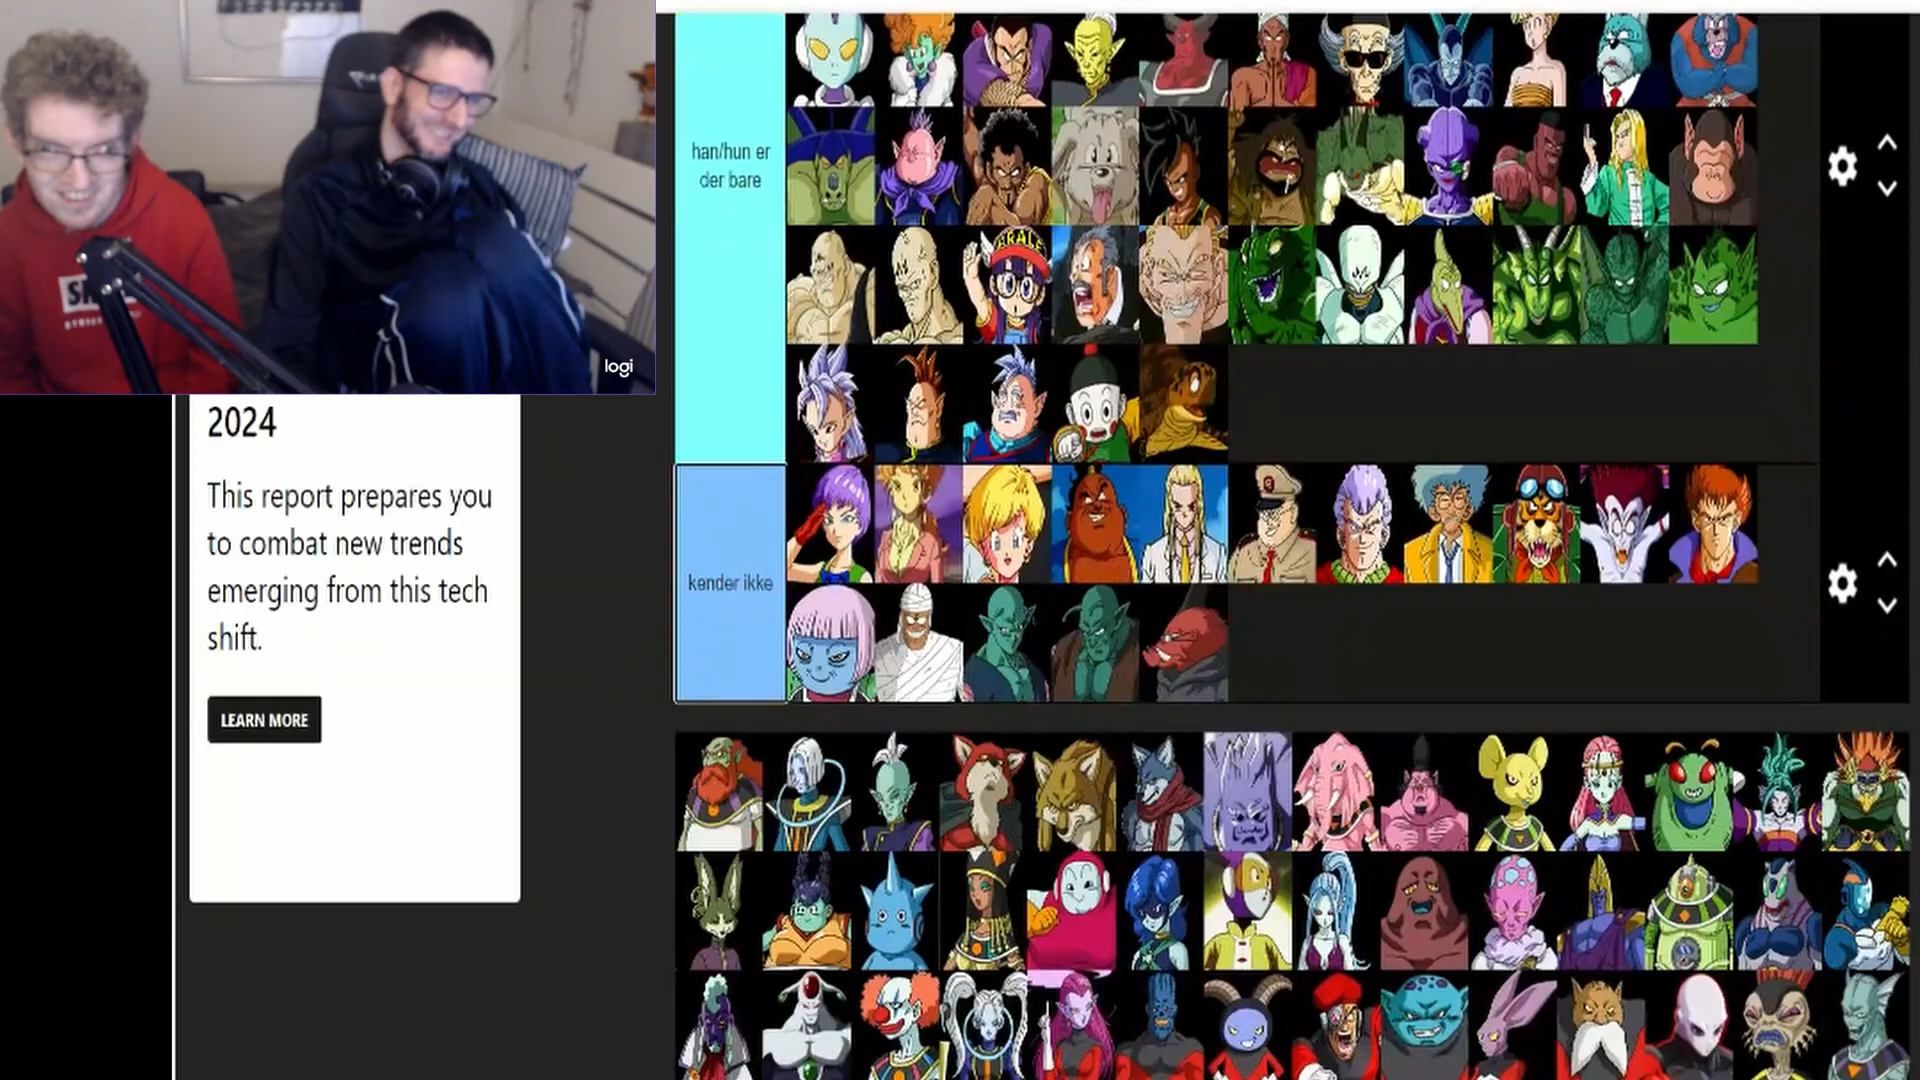 logi
2024
This report prepares you
to combat new trends
emerging from this tech
shift.
LEARN MORE
han/hun er
der bare
kender ikke